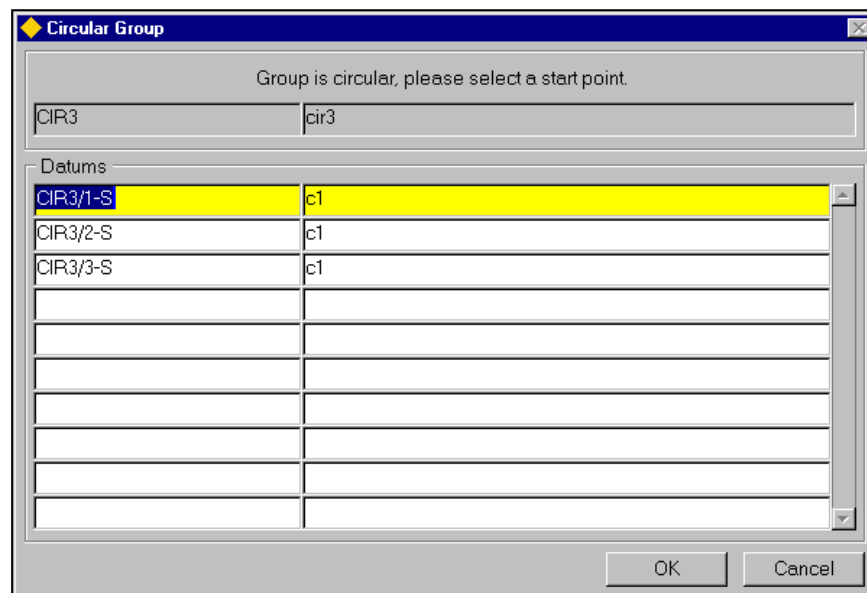 Circular Group
Group is circular, please select a start point.
CIR3 cir3
Datums
CIR3/1-S c1
CIR3/2-S c1
CIR3/3-S c1
OK Cancel